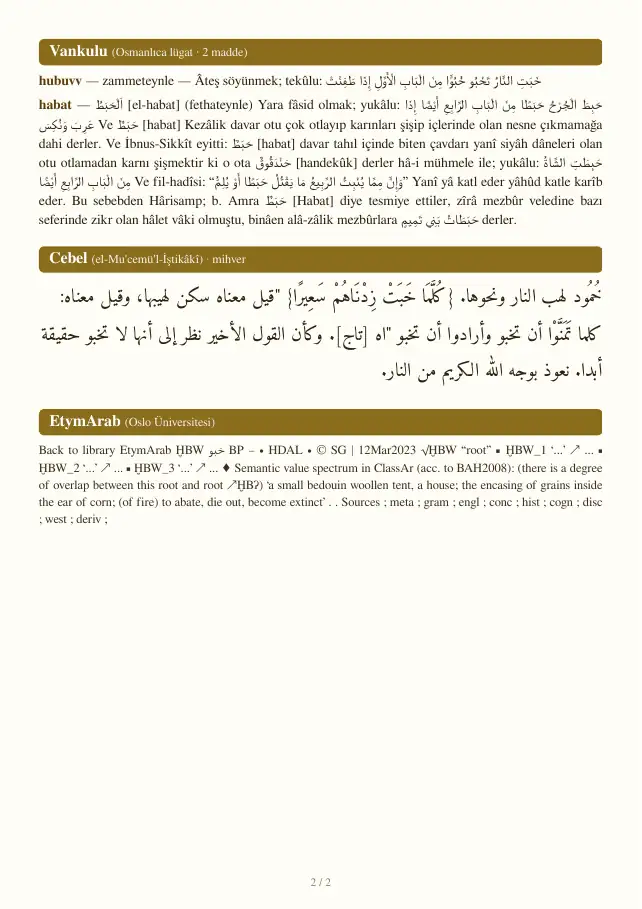 Vankulu (Osmanlıca lügat · 2 madde)
hubuvv — zammeteynle — Âteş söyünmek; tekûlu: خَبَتِ النَّارُ تَخْبُو خُبُوًّا مِنَ الْبَابِ الْأَوَّلِ إِذَا طَفِئَتْ
habat — اَلْحَبَطُ [el-habat] (fethateynle) Yara fâsid olmak; yukâlu: حَبِطَ الْجُرْحُ حَبَطًا مِنَ الْبَابِ الرَّابِعِ أَيْضًا إِذَا
عَرِبَ وَنُكِسَ Ve حَبَطٌ [habat] Kezâlik davar otu çok otlayıp karınları şişip içlerinde olan nesne çıkmamağa
dahi derler. Ve İbnus-Sikkît eyitti: حَبَطٌ [habat] davar tahıl içinde biten çavdarı yanî siyâh dâneleri olan
otu otlamadan karnı şişmektir ki o ota حَنْدَقُوقٌ [handekûk] derler hâ-i mühmele ile; yukâlu: حَبِطَتِ الشَّاةُ
مِنَ الْبَابِ الرَّابِعِ أَيْضًا Ve fil-hadîsi: “وَإِنَّ مِمَّا يُنْبِتُ الرَّبِيعُ مَا يَقْتُلُ حَبَطًا أَوْ يُلِمُّ” Yanî yâ katl eder yâhûd katle karîb
eder. Bu sebebden Hârisamp; b. Amra حَبَطٌ [Habat] diye tesmiye ettiler, zîrâ mezbûr veledine bazı
seferinde zikr olan hâlet vâki olmuştu, binâen alâ-zâlik mezbûrlara حَبَطَاتُ بَنِي تَمِيمٍ derler.
Cebel (el-Mu'cemü'l-İştikâkî) · mihver
خُمُود لهب النار ونحوها. {كُلَّمَا خَبَتْ زِدْنَاهُمْ سَعِيرًا} "قيل معناه سكن لهيبها، وقيل معناه:
كلما تَمَنَّوْا أن تخبو وأرادوا أن تخبو "اه [تاج]. وكأن القول الأخير نظر إلى أنها لا تخبو حقيقة
أبدا. نعوذ بوجه الله الكريم من النار.
EtymArab (Oslo Üniversitesi)
Back to library EtymArab ḪBW خبو BP – • HDAL • © SG | 12Mar2023 √ḪBW “root” ▪ ḪBW_1 ‘...’ ↗ ... ▪
ḪBW_2 ‘...’ ↗ ... ▪ ḪBW_3 ‘...’ ↗ ... ♦ Semantic value spectrum in ClassAr (acc. to BAH2008): (there is a degree
of overlap between this root and root ↗ḪBʔ) ‘a small bedouin woollen tent, a house; the encasing of grains inside
the ear of corn; (of fire) to abate, die out, become extinct’ . . Sources ; meta ; gram ; engl ; conc ; hist ; cogn ; disc
; west ; deriv ;
2 / 2